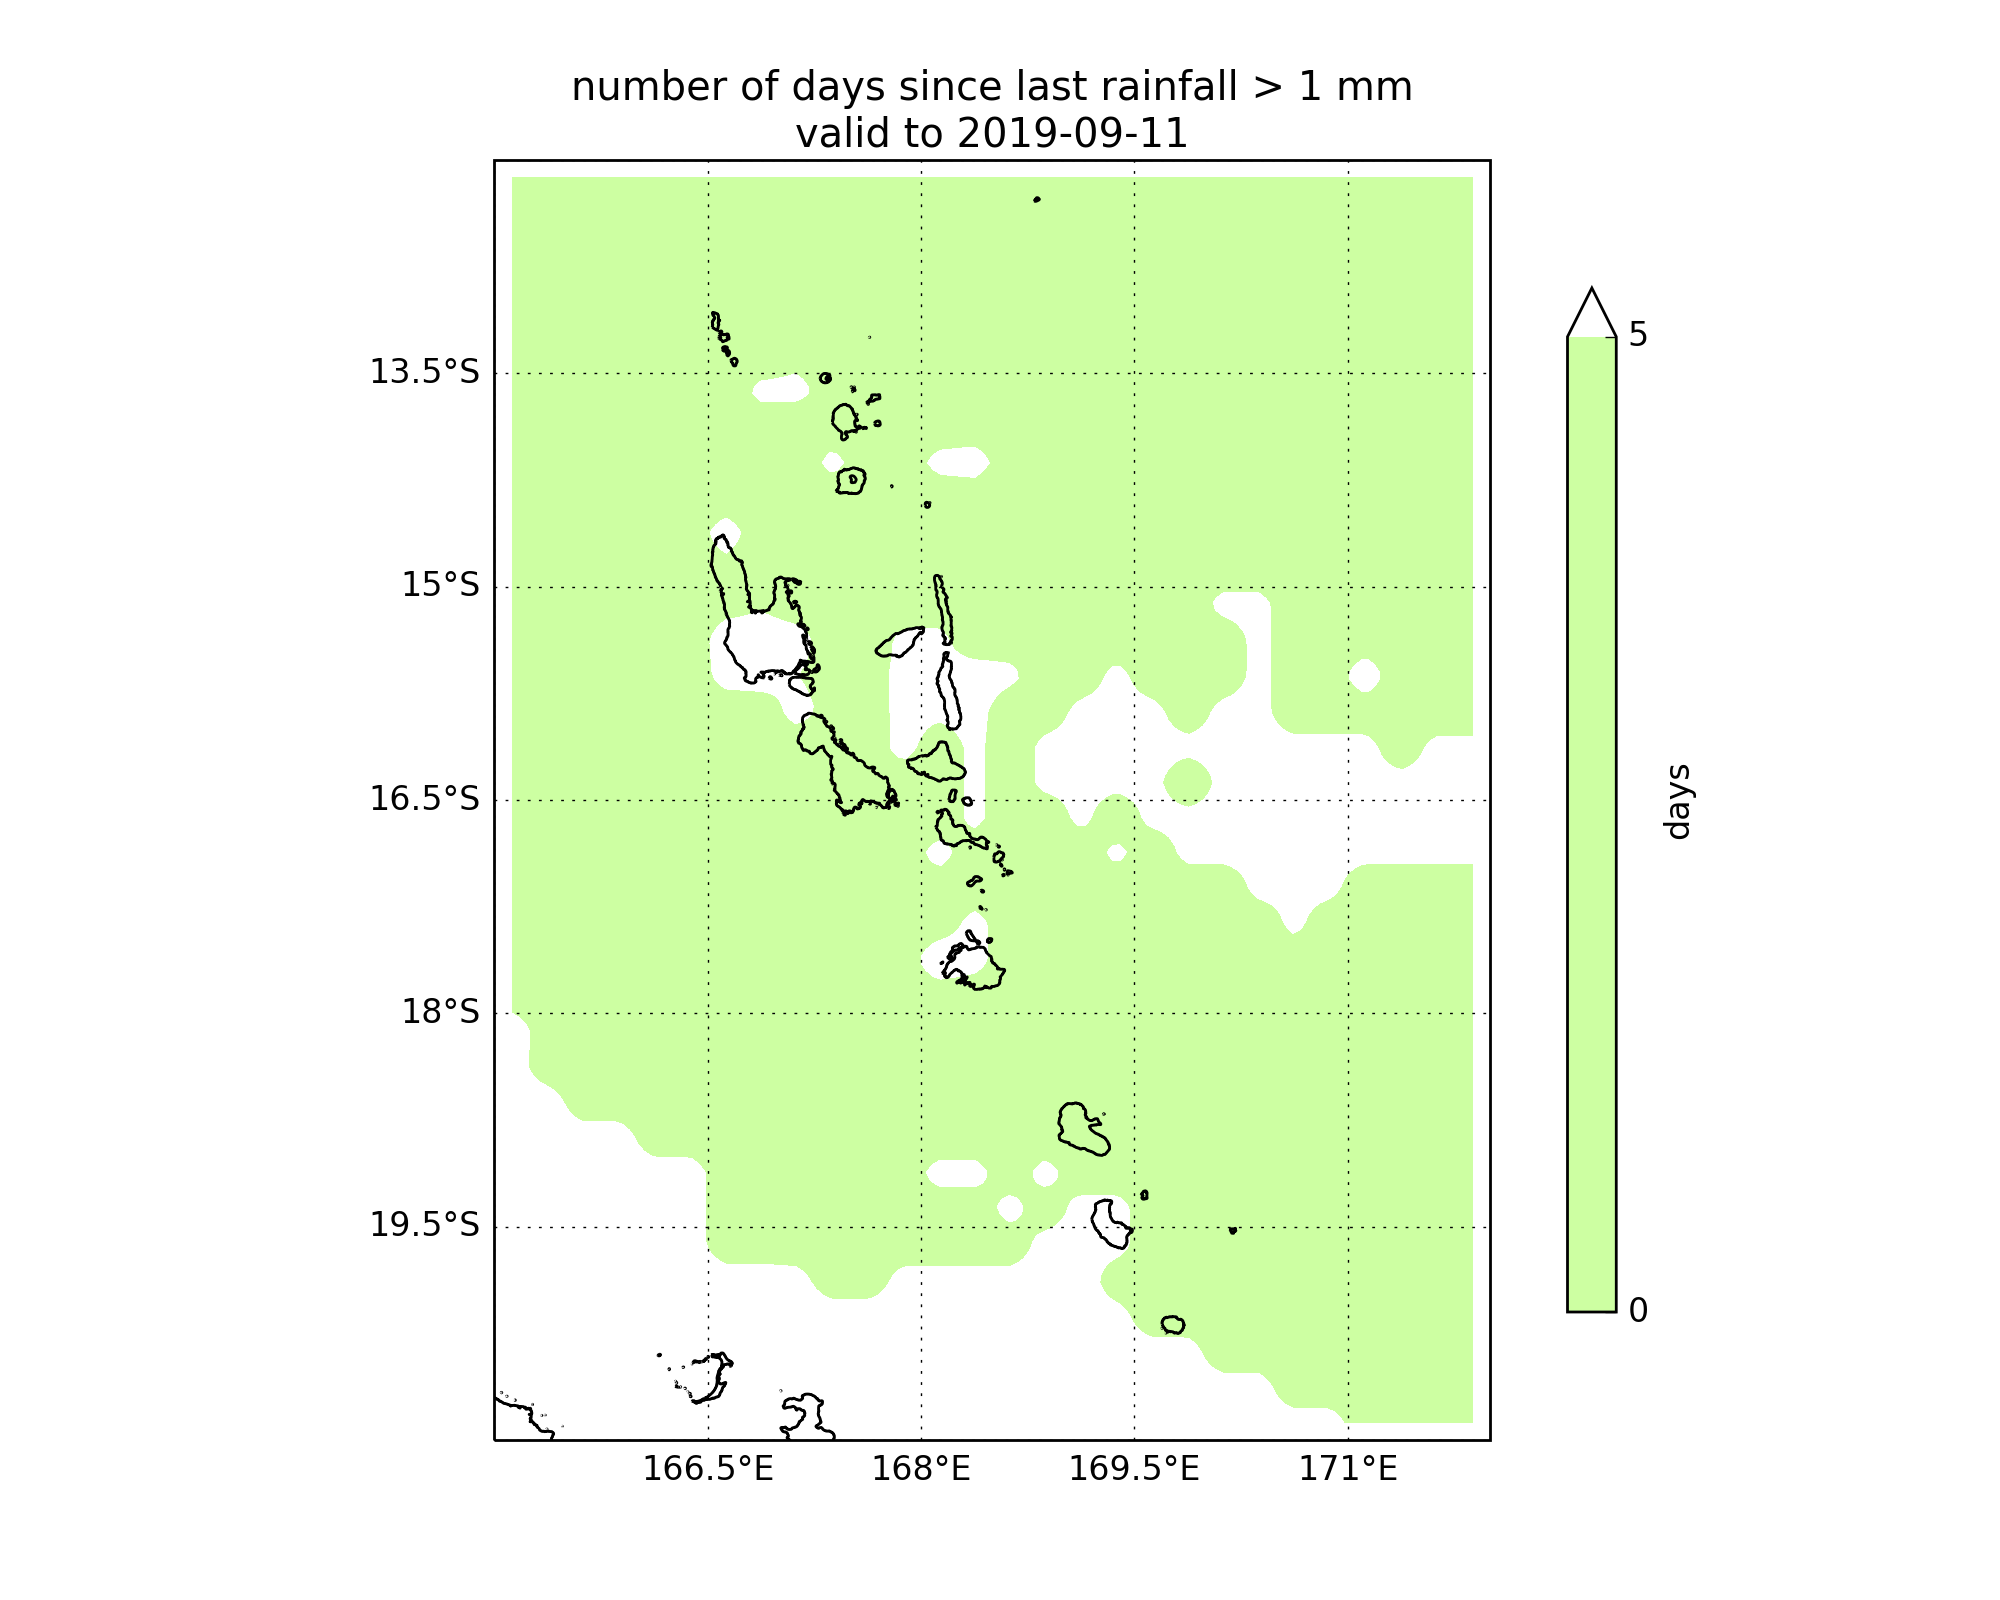 number of days since last rainfall > 1 mm
valid to 2019-09-11
13.5°S
15°S
16.5°S
18°S
19.5°S
166.5°E
168°E
169.5°E
171°E
5
0
days